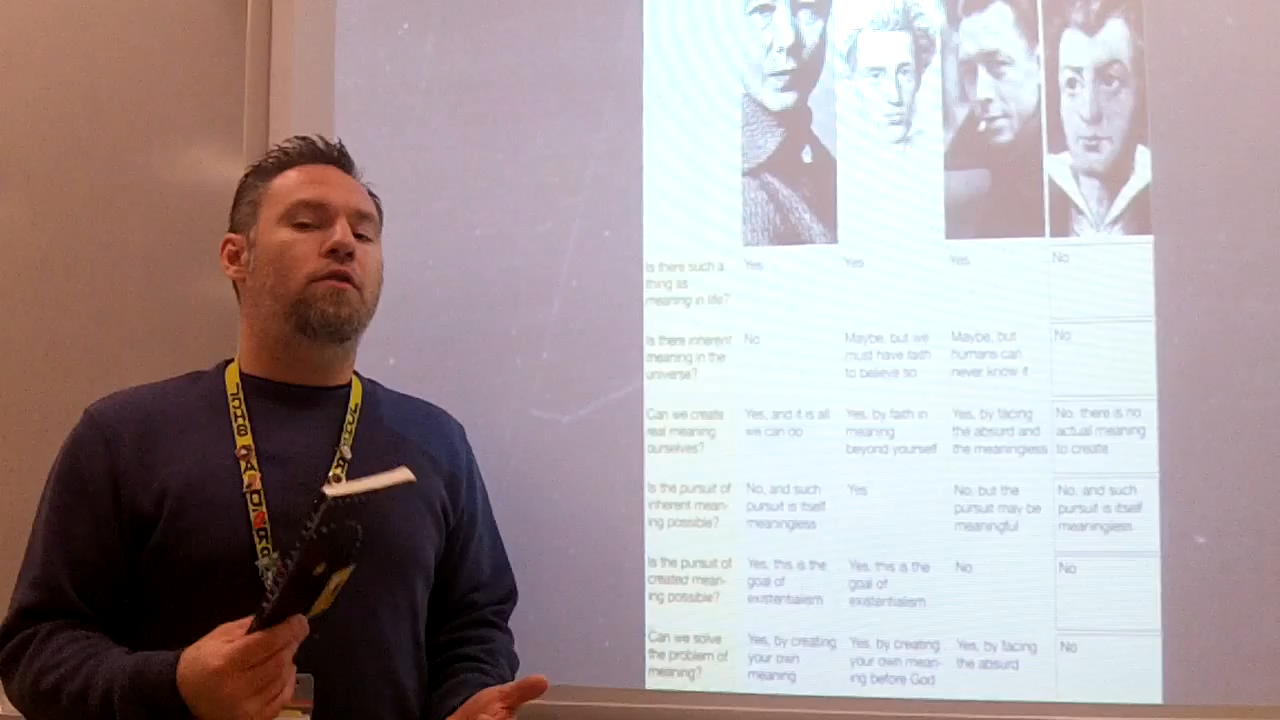 Is there such a
thing as
meaning in life?
Yes
Yes
Yes
No
Is there inherent
meaning in the
universe?
No
Maybe, but we
must have faith
to believe so
Maybe, but
humans can
never know it
No
Can we create
real meaning
ourselves?
Yes, and it is all
we can do
Yes, by faith in
meaning
beyond yourself
Yes, by facing
the absurd and
the meaningless
No, there is no
actual meaning
to create
Is the pursuit of
inherent mean-
ing possible?
No, and such
pursuit is itself
meaningless
Yes
No, but the
pursuit may be
meaningful
No, and such
pursuit is itself
meaningless
Is the pursuit of
created mean-
ing possible?
Yes, this is the
goal of
existentialism
Yes, this is the
goal of
existentialism
No
No
Can we solve
the problem of
meaning?
Yes, by creating
your own
meaning
Yes, by creating
your own mean-
ing before God
Yes, by facing
the absurd
No